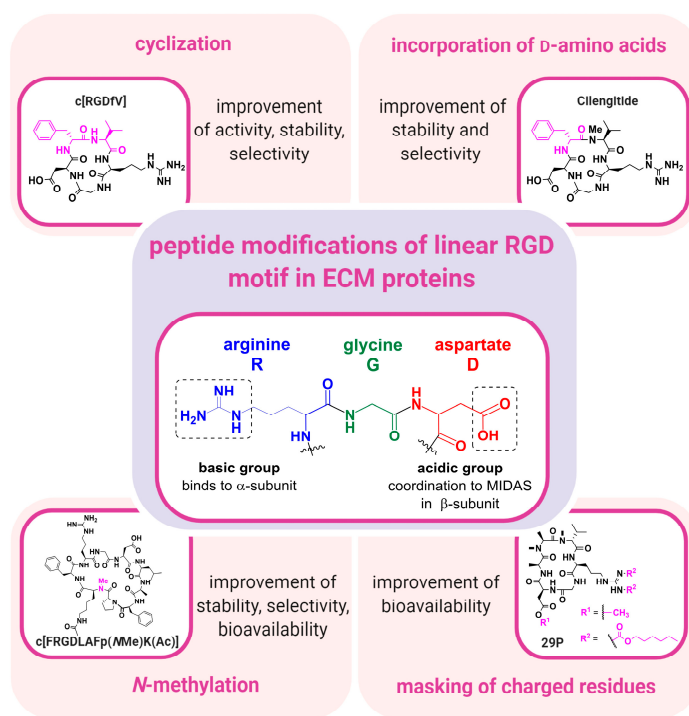 cyclization
incorporation of D-amino acids
c[RGDfV]
improvement
of activity, stability,
selectivity
improvement of
stability and
selectivity
Cilengitide
peptide modifications of linear RGD
motif in ECM proteins
arginine
R
glycine
G
aspartate
D
basic group
binds to α-subunit
acidic group
coordination to MIDAS
in β-subunit
c[FRGDLAFp(NMe)K(Ac)]
improvement of
stability, selectivity,
bioavailability
improvement of
bioavailability
29P
R¹ = CH₃
R² =
N-methylation
masking of charged residues